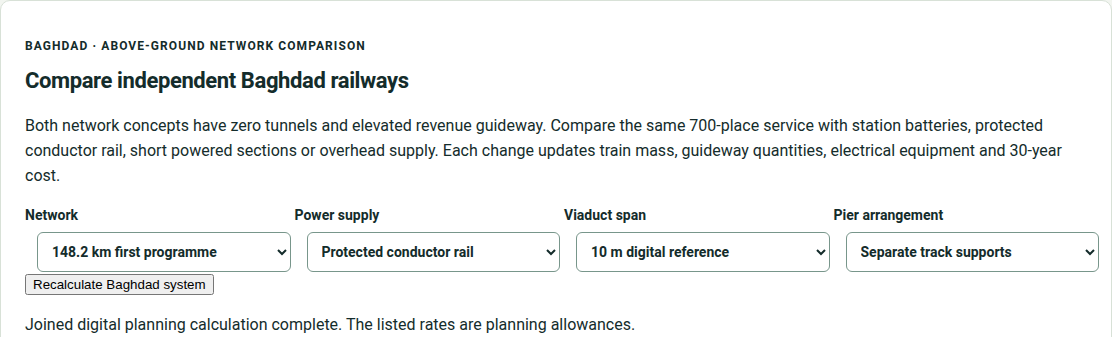 BAGHDAD · ABOVE-GROUND NETWORK COMPARISON
Compare independent Baghdad railways
Both network concepts have zero tunnels and elevated revenue guideway. Compare the same 700-place service with station batteries, protected
conductor rail, short powered sections or overhead supply. Each change updates train mass, guideway quantities, electrical equipment and 30-year
cost.
Network Power supply Viaduct span Pier arrangement
148.2 km first programme Protected conductor rail 10 m digital reference Separate track supports
Recalculate Baghdad system
Joined digital planning calculation complete. The listed rates are planning allowances.